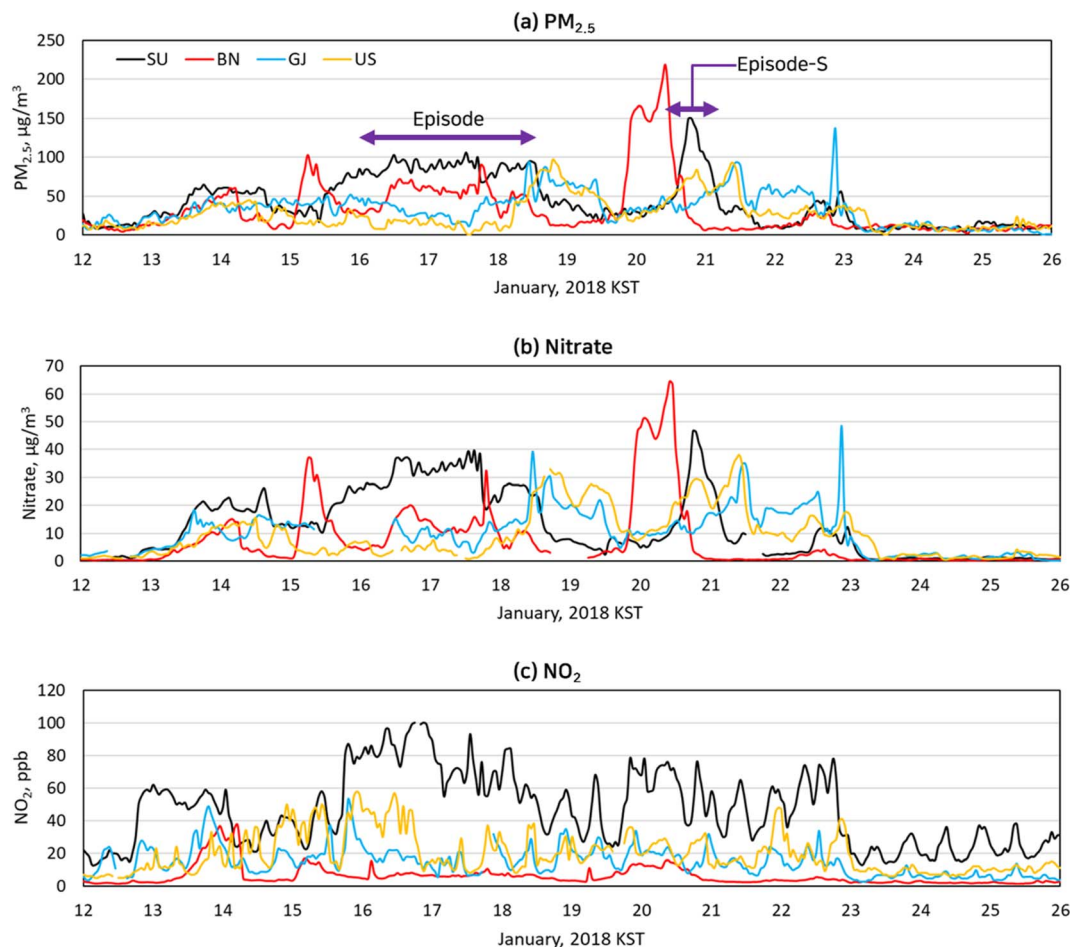 (a) PM₂.₅
250
200
150
100
50
0
PM₂.₅, µg/m³
SU BN GJ US
Episode
Episode-S
12 13 14 15 16 17 18 19 20 21 22 23 24 25 26
January, 2018 KST
(b) Nitrate
70
60
50
40
30
20
10
0
Nitrate, µg/m³
12 13 14 15 16 17 18 19 20 21 22 23 24 25 26
January, 2018 KST
(c) NO₂
120
100
80
60
40
20
0
NO₂, ppb
12 13 14 15 16 17 18 19 20 21 22 23 24 25 26
January, 2018 KST